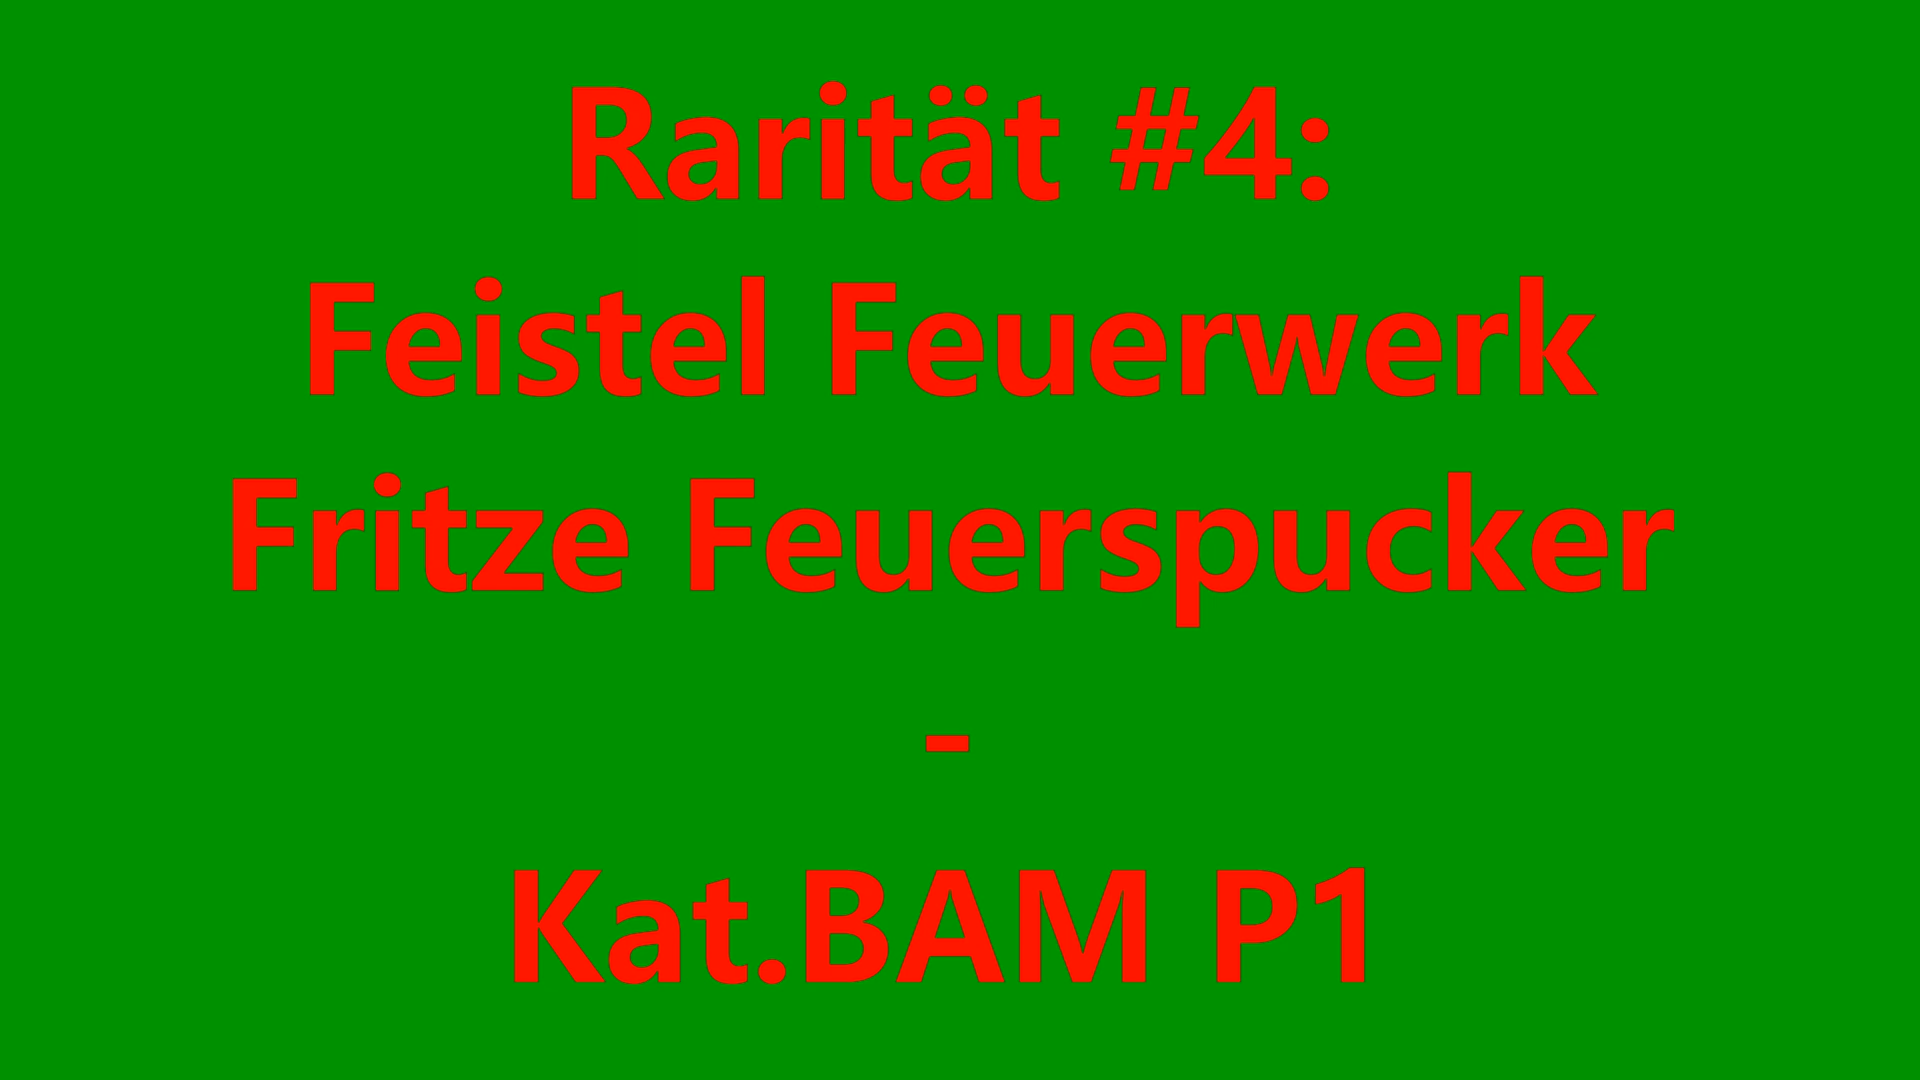 Rarität #4:
Feistel Feuerwerk
Fritze Feuerspucker
-
Kat.BAM P1